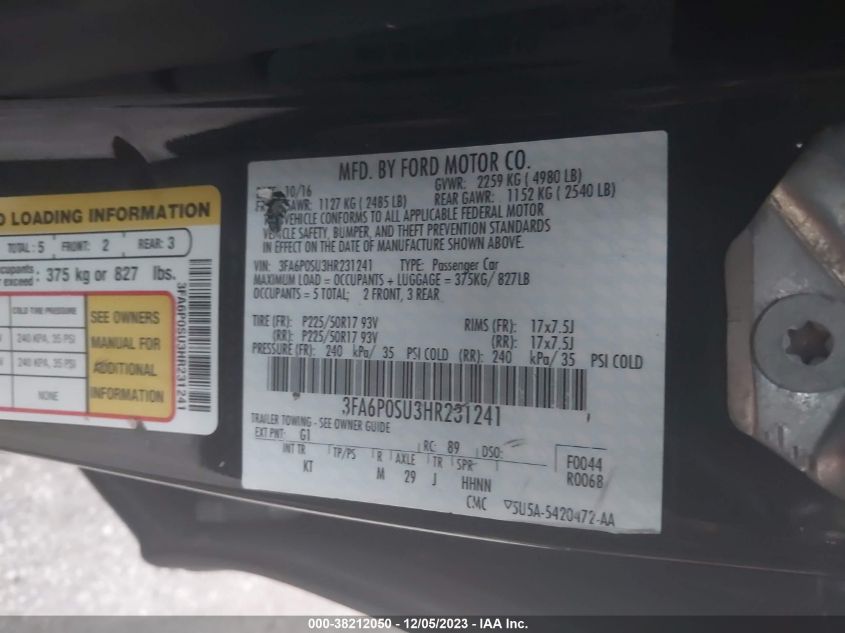 O LOADING INFORMATION
TOTAL: 5 FRONT: 2 REAR: 3
cupants exceed: 375 kg or 827 lbs.
COLD TIRE PRESSURE
240 KPA, 35 PSI
240 KPA, 35 PSI
NONE
SEE OWNERS
MANUAL FOR
ADDITIONAL
INFORMATION
3FA6P0SU3HR231241
MFD. BY FORD MOTOR CO.
10/16 GVWR: 2259 KG ( 4980 LB)
GAWR: 1127 KG ( 2485 LB) REAR GAWR: 1152 KG ( 2540 LB)
VEHICLE CONFORMS TO ALL APPLICABLE FEDERAL MOTOR
VEHICLE SAFETY, BUMPER, AND THEFT PREVENTION STANDARDS
IN EFFECT ON THE DATE OF MANUFACTURE SHOWN ABOVE.
VIN: 3FA6P0SU3HR231241 TYPE: Passenger Car
MAXIMUM LOAD = OCCUPANTS + LUGGAGE = 375KG/ 827LB
OCCUPANTS = 5 TOTAL; 2 FRONT, 3 REAR
TIRE (FR): P225/50R17 93V RIMS (FR): 17x7.5J
(RR): P225/50R17 93V (RR): 17x7.5J
PRESSURE (FR): 240 kPa/ 35 PSI COLD (RR): 240 kPa/ 35 PSI COLD
3FA6P0SU3HR231241
TRAILER TOWING - SEE OWNER GUIDE
EXT PNT: G1 RC: 89 DSO: F0044
INT TR TP/PS R AXLE TR SPR R0068
KT M 29 J HHNN
CMC ▽5U5A-5420472-AA
000-38212050 - 12/05/2023 - IAA Inc.